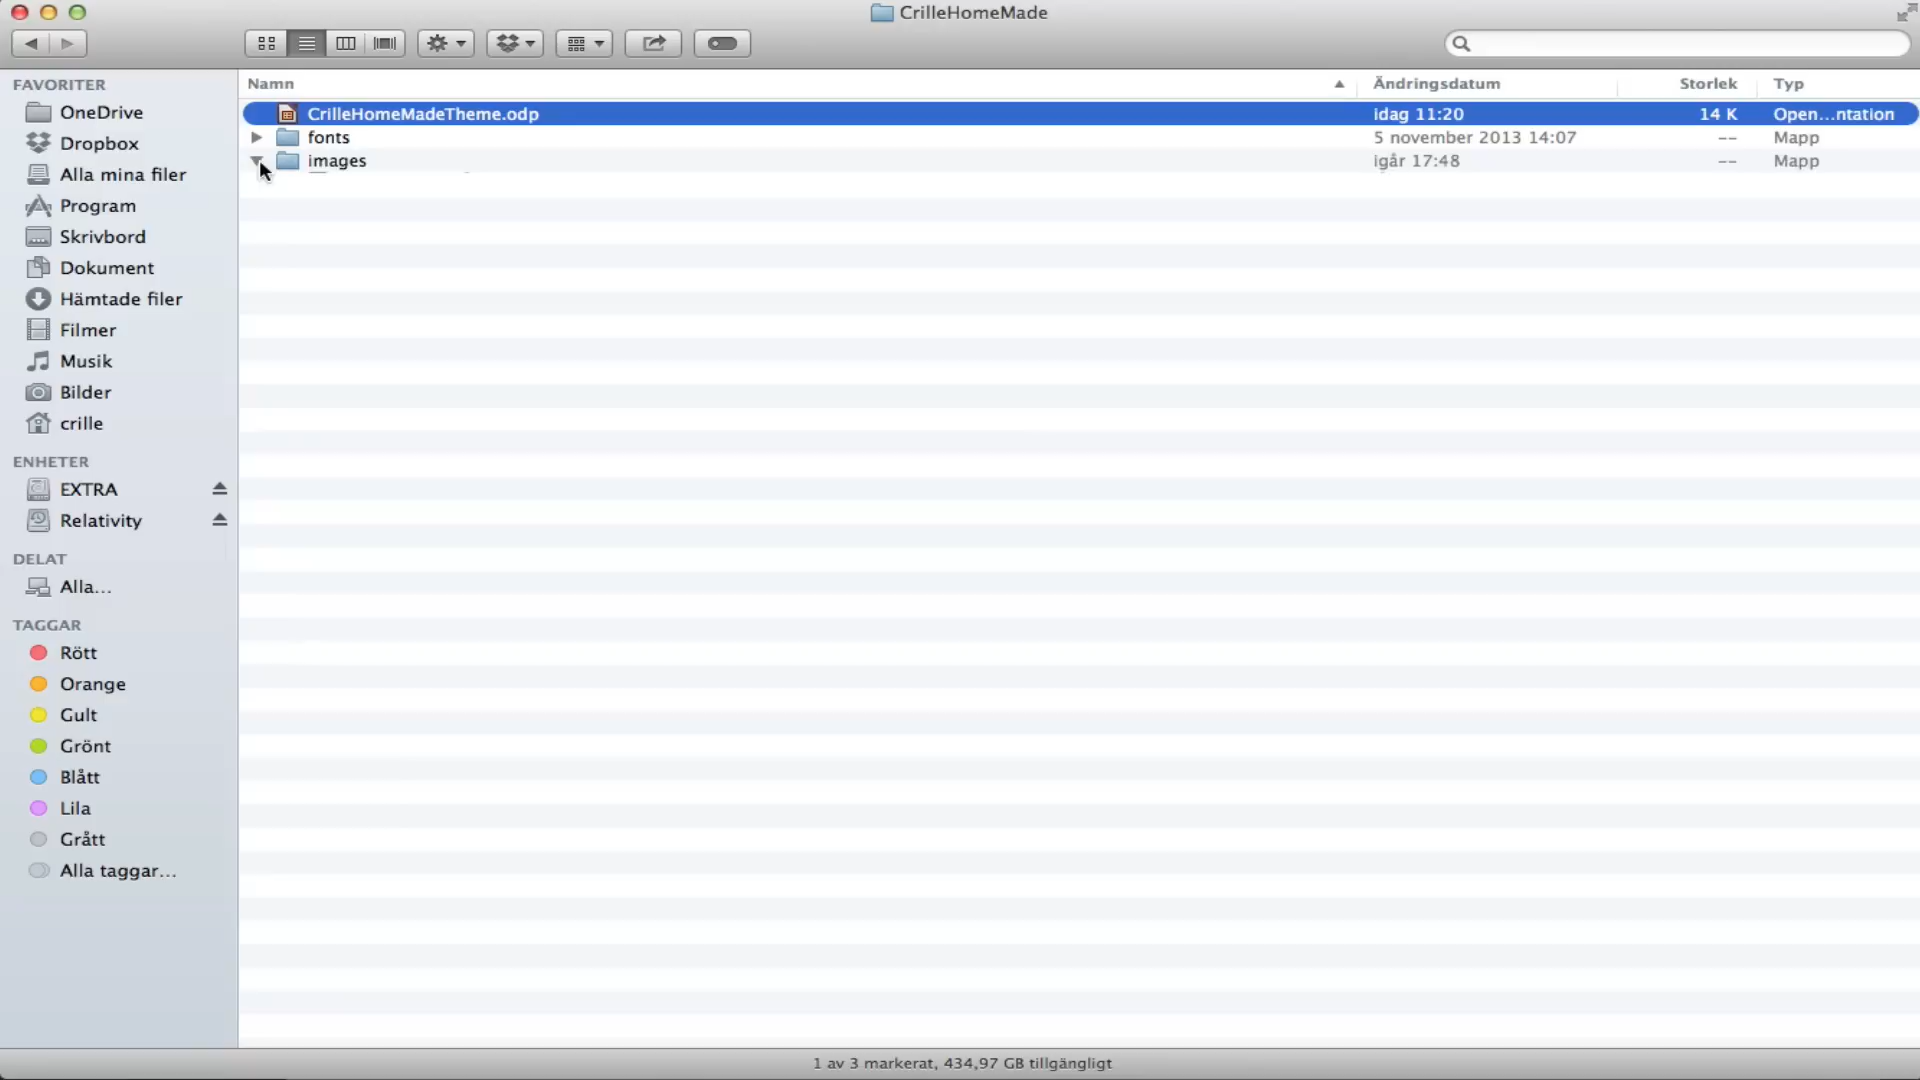 CrilleHomeMade
FAVORITER
OneDrive
Dropbox
Alla mina filer
Program
Skrivbord
Dokument
Hämtade filer
Filmer
Musik
Bilder
crille
ENHETER
EXTRA
Relativity
DELAT
Alla...
TAGGAR
Rött
Orange
Gult
Grönt
Blått
Lila
Grått
Alla taggar...
Namn Ändringsdatum Storlek Typ
CrilleHomeMadeTheme.odp idag 11:20 14 K Open...ntation
fonts 5 november 2013 14:07 -- Mapp
images igår 17:48 -- Mapp
1 av 3 markerat, 434,97 GB tillgängligt